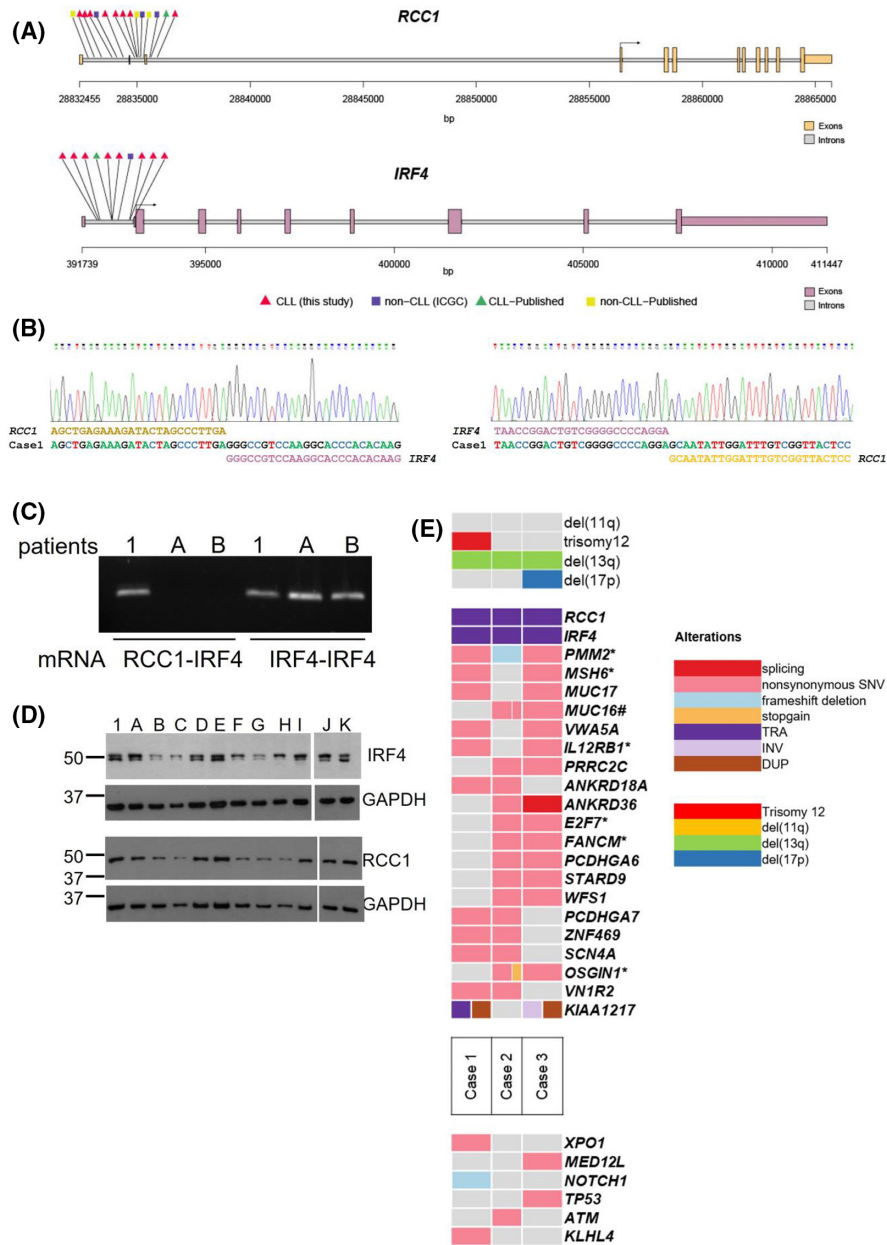 (A)
RCC1
28832455 28835000 28840000 28845000 28850000 28855000 28860000 28865000
bp
Exons
Introns
IRF4
391739 395000 400000 405000 410000 411447
bp
CLL (this study) non-CLL (ICGC) CLL-Published non-CLL-Published
Exons
Introns
(B)
RCC1 AGCTGAGAAAGATACTAGCCCTTGA
Case1 AGCTGAGAAAGATACTAGCCCTTGAGGGCCGTCCAAGGCACCCACACAAG
GGGCCGTCCAAGGCACCCACACAAG IRF4
IRF4 TAACCGGACTGTCGGGGCCCCAGGA
Case1 TAACCGGACTGTCGGGGCCCCAGGAGCAATATTGGATTTGTCGGTTACTCC
GCAATATTGGATTTGTCGGTTACTCC RCC1
(C)
patients 1 A B 1 A B
mRNA RCC1-IRF4 IRF4-IRF4
(D)
1 A B C D E F G H I J K
50 IRF4
37 GAPDH
50 RCC1
37
37 GAPDH
(E)
del(11q)
trisomy12
del(13q)
del(17p)
RCC1
IRF4
PMM2*
MSH6*
MUC17
MUC16#
VWA5A
IL12RB1*
PRRC2C
ANKRD18A
ANKRD36
E2F7*
FANCM*
PCDHGA6
STARD9
WFS1
PCDHGA7
ZNF469
SCN4A
OSGIN1*
VN1R2
KIAA1217
Case 1 Case 2 Case 3
XPO1
MED12L
NOTCH1
TP53
ATM
KLHL4
Alterations
splicing
nonsynonymous SNV
frameshift deletion
stopgain
TRA
INV
DUP
Trisomy 12
del(11q)
del(13q)
del(17p)